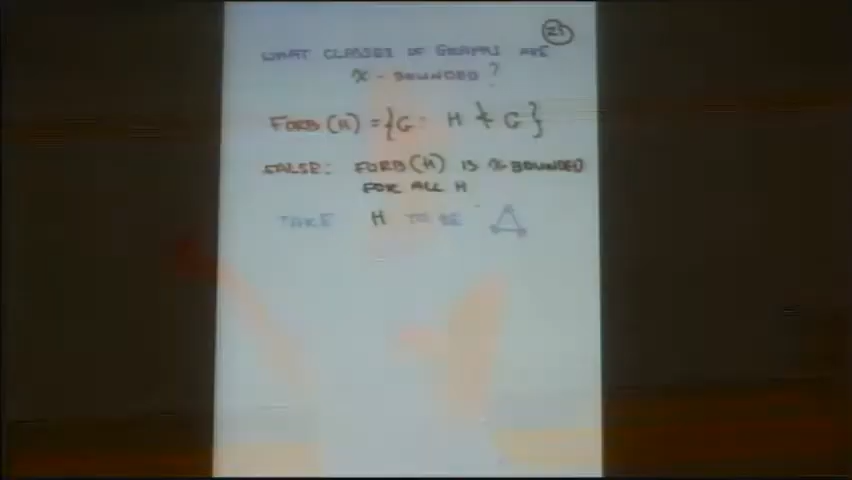 21
WHAT CLASSES OF GRAPHS ARE
χ - BOUNDED?
FORB(H) = {G: H ⊄ G}
FALSE: FORB(H) IS χ-BOUNDED
FOR ALL H
TAKE H TO BE